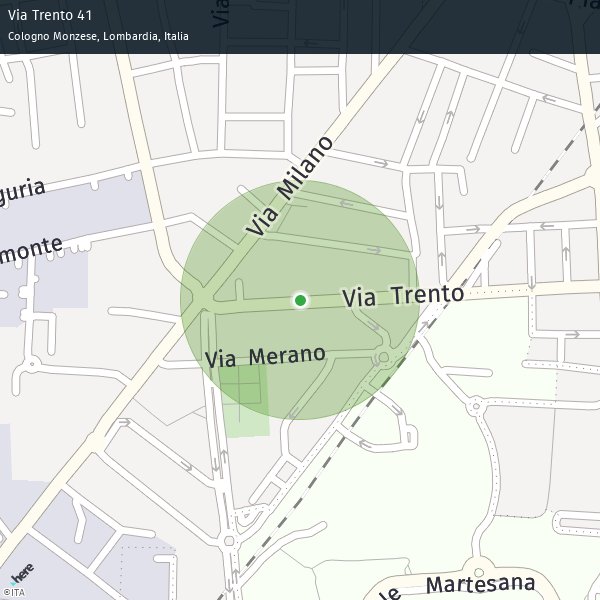 Via Trento 41
Cologno Monzese, Lombardia, Italia
Via
Via Milano
guria
monte
Via Trento
Via Merano
le Martesana
here
©ITA